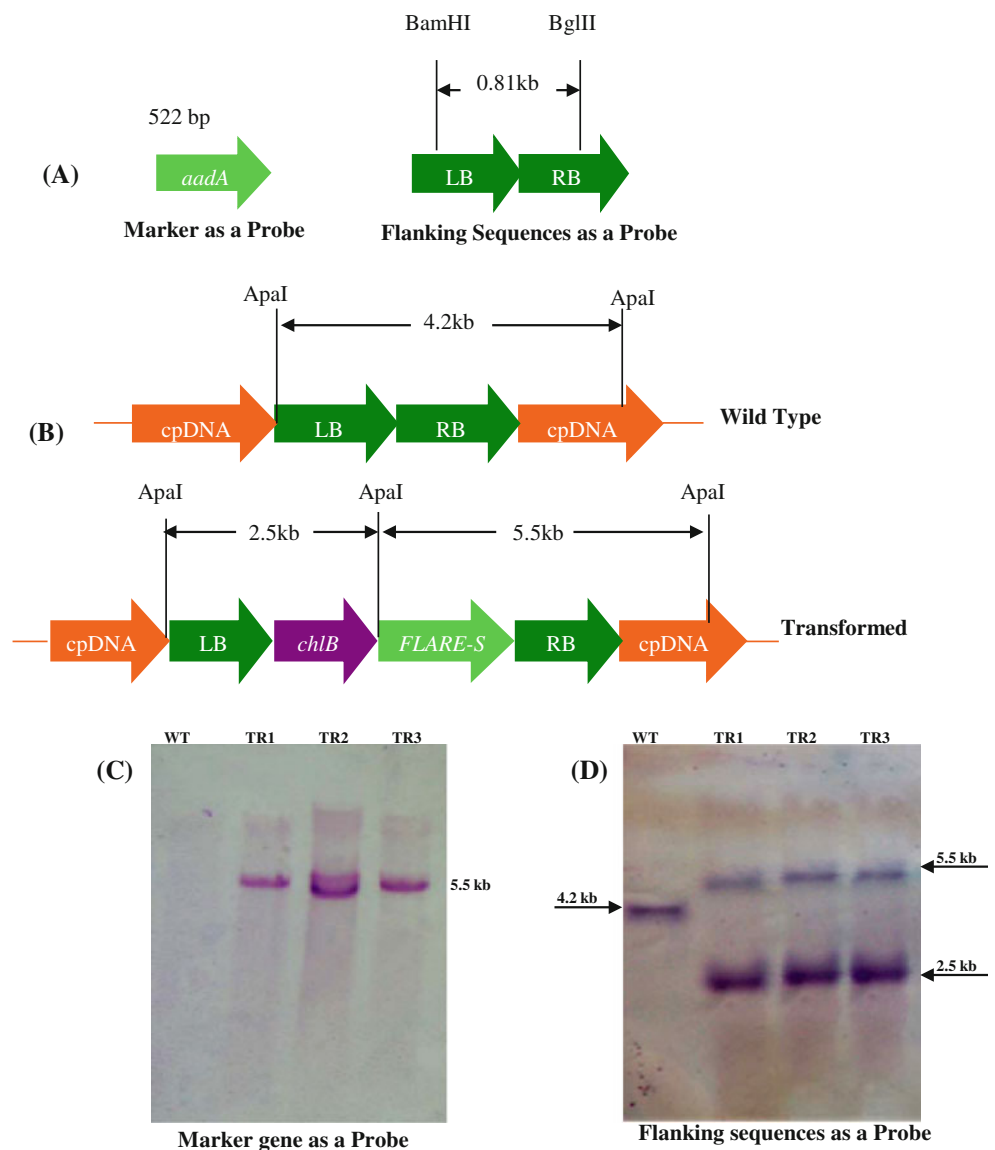 BamHI BglII
0.81kb
522 bp
(A)
aadA
LB RB
Marker as a Probe
Flanking Sequences as a Probe
ApaI ApaI
4.2kb
(B)
cpDNA LB RB cpDNA
Wild Type
ApaI ApaI ApaI
2.5kb 5.5kb
cpDNA LB chlB FLARE-S RB cpDNA
Transformed
(C)
WT TR1 TR2 TR3
5.5 kb
Marker gene as a Probe
(D)
WT TR1 TR2 TR3
5.5 kb
4.2 kb
2.5 kb
Flanking sequences as a Probe